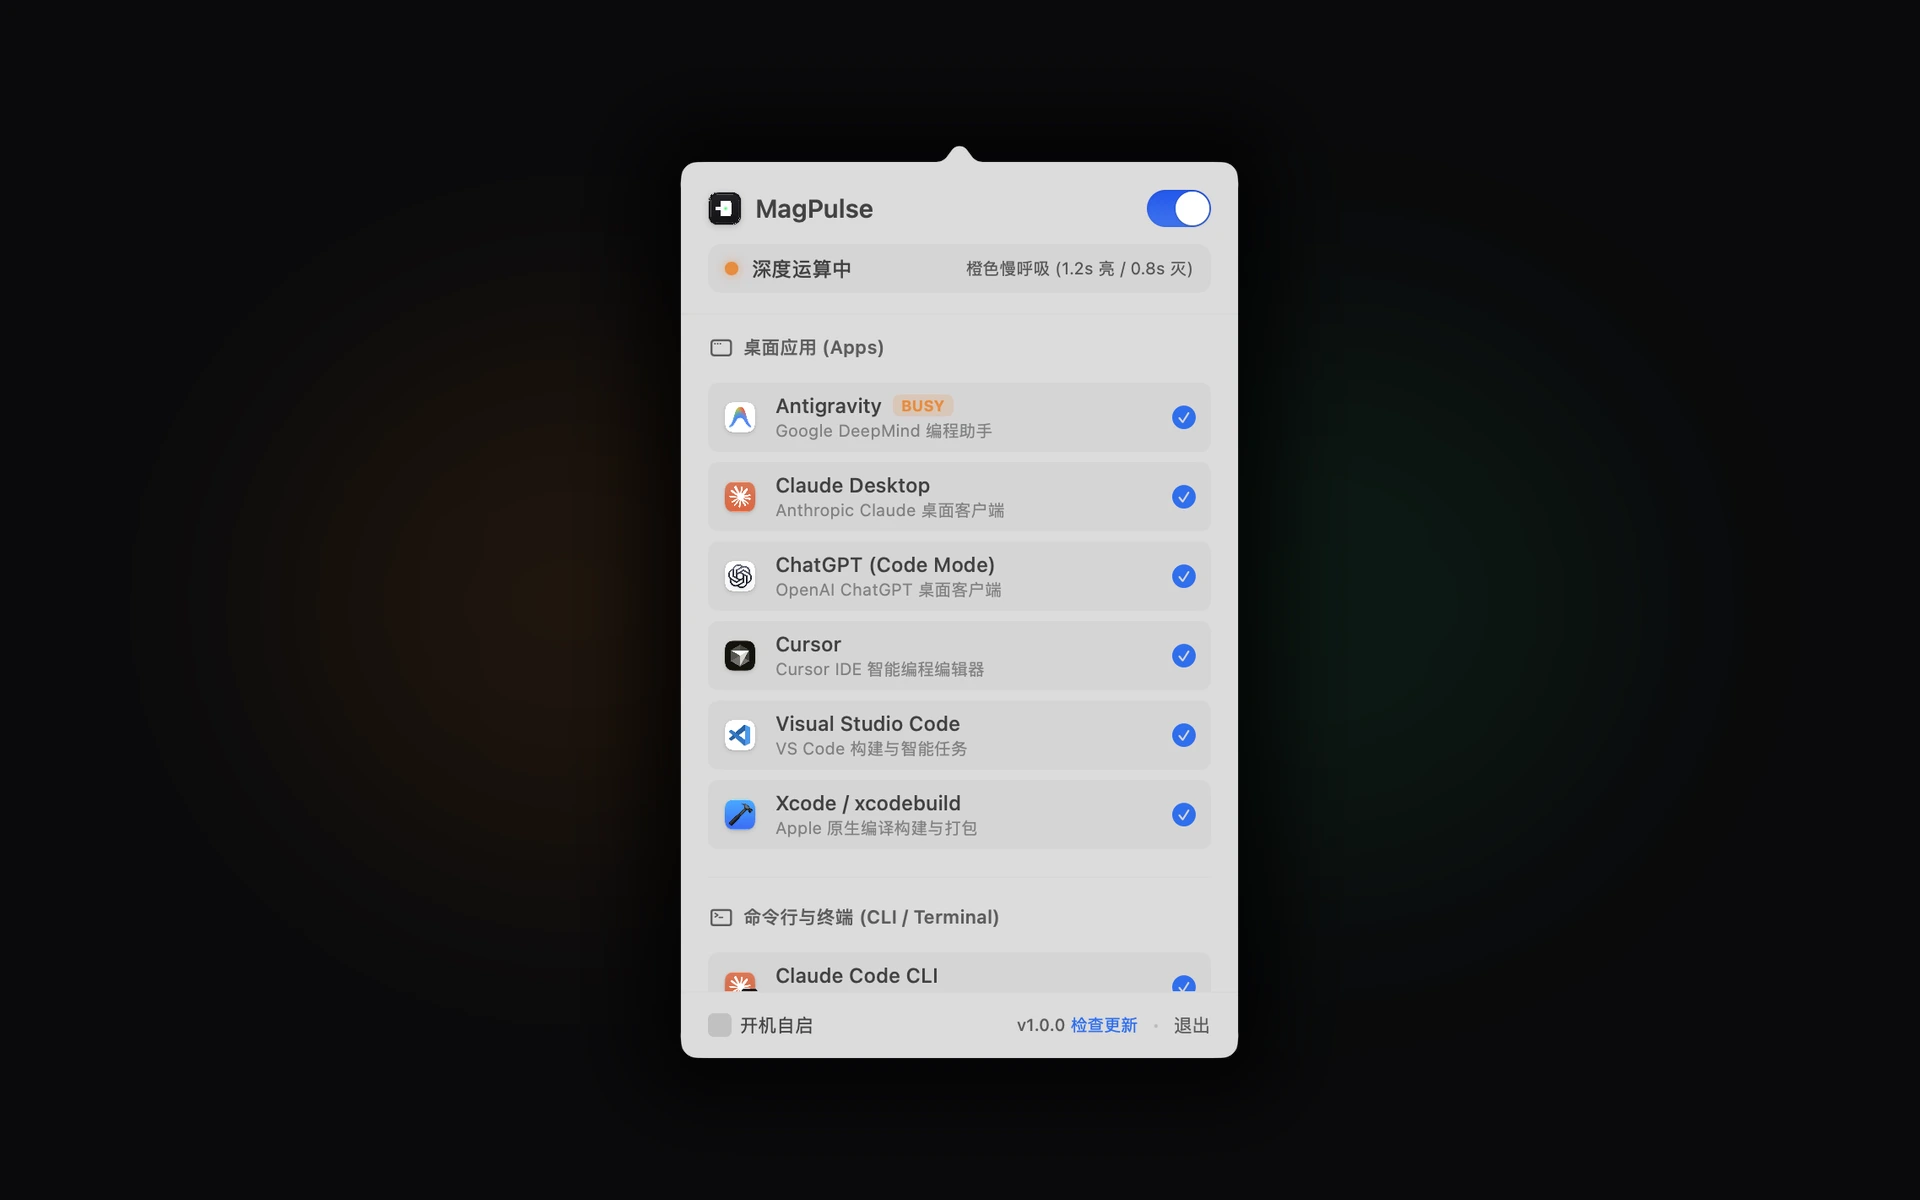 MagPulse
深度运算中 橙色慢呼吸 (1.2s 亮 / 0.8s 灭)
桌面应用 (Apps)
Antigravity BUSY
Google DeepMind 编程助手
Claude Desktop
Anthropic Claude 桌面客户端
ChatGPT (Code Mode)
OpenAI ChatGPT 桌面客户端
Cursor
Cursor IDE 智能编程编辑器
Visual Studio Code
VS Code 构建与智能任务
Xcode / xcodebuild
Apple 原生编译构建与打包
命令行与终端 (CLI / Terminal)
Claude Code CLI
开机自启 v1.0.0 检查更新 · 退出